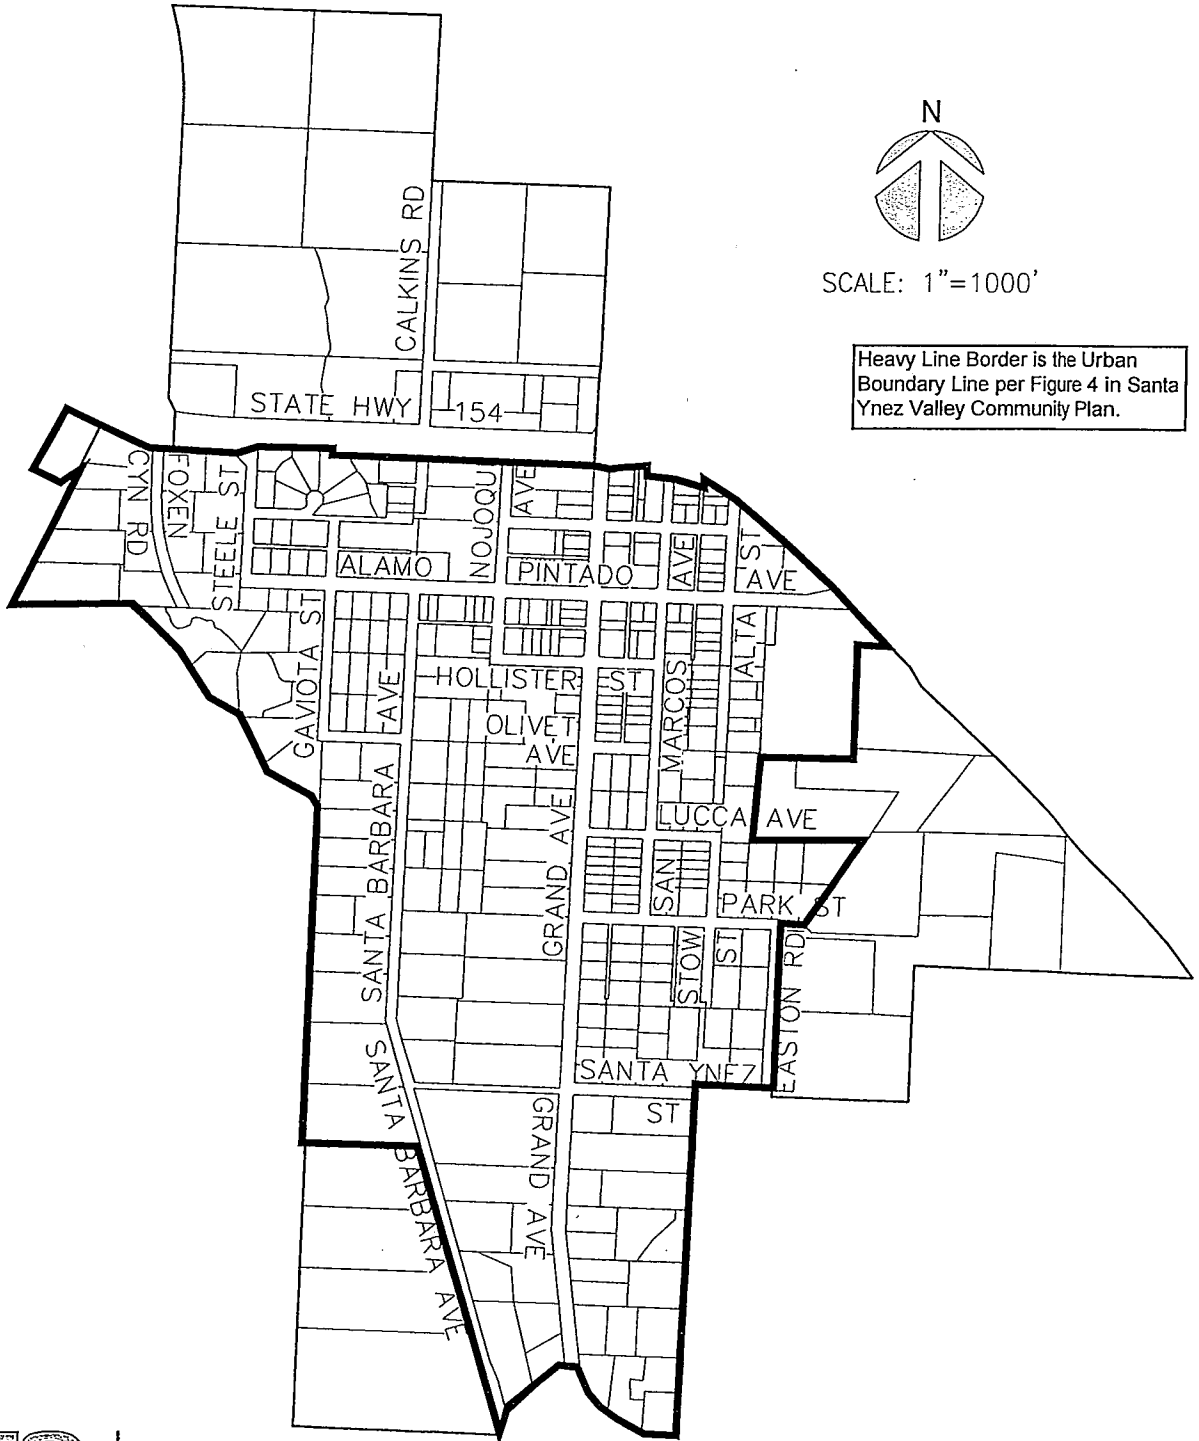 N
SCALE: 1"=1000'
Heavy Line Border is the Urban
Boundary Line per Figure 4 in Santa
Ynez Valley Community Plan.
CALKINS RD
STATE HWY 154
FOXEN
CYN RD
STEELE ST
NOJOQUI
AVE
ALAMO PINTADO AVE
GAVIOTA ST
ALTA
ST
HOLLISTER ST
OLIVET
AVE
SAN MARCOS AVE
SANTA BARBARA AVE
LUCCA AVE
GRAND AVE
PARK ST
STOW
ST
EASTON RD
SANTA YNEZ
ST
SANTA BARBARA AVE
GRAND AVE